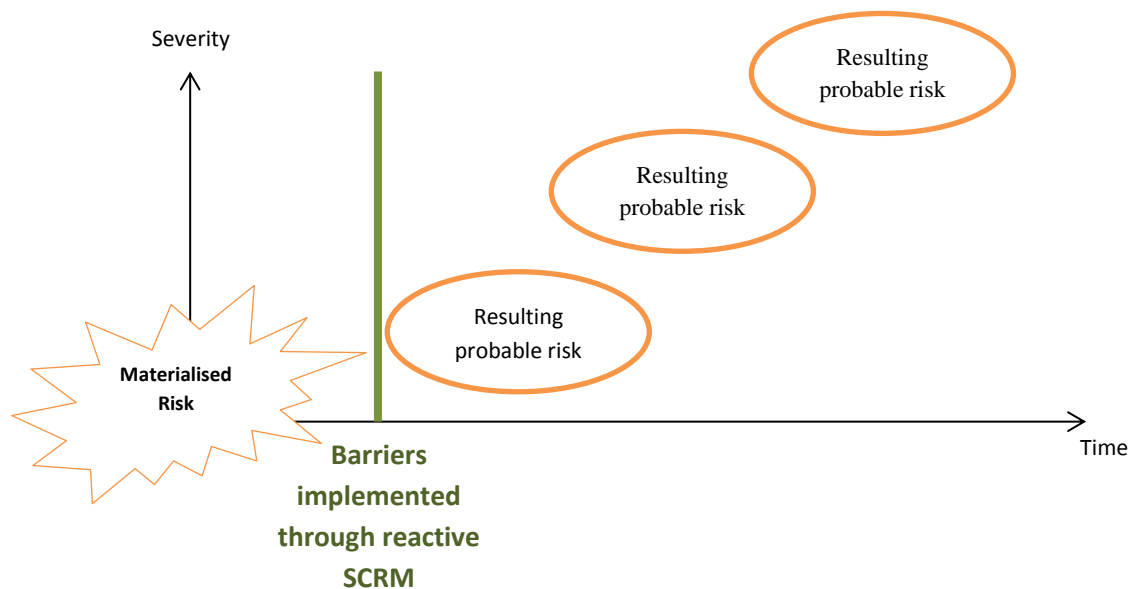 Severity
Resulting
probable risk
Resulting
probable risk
Resulting
probable risk
Materialised
Risk
Time
Barriers
implemented
through reactive
SCRM